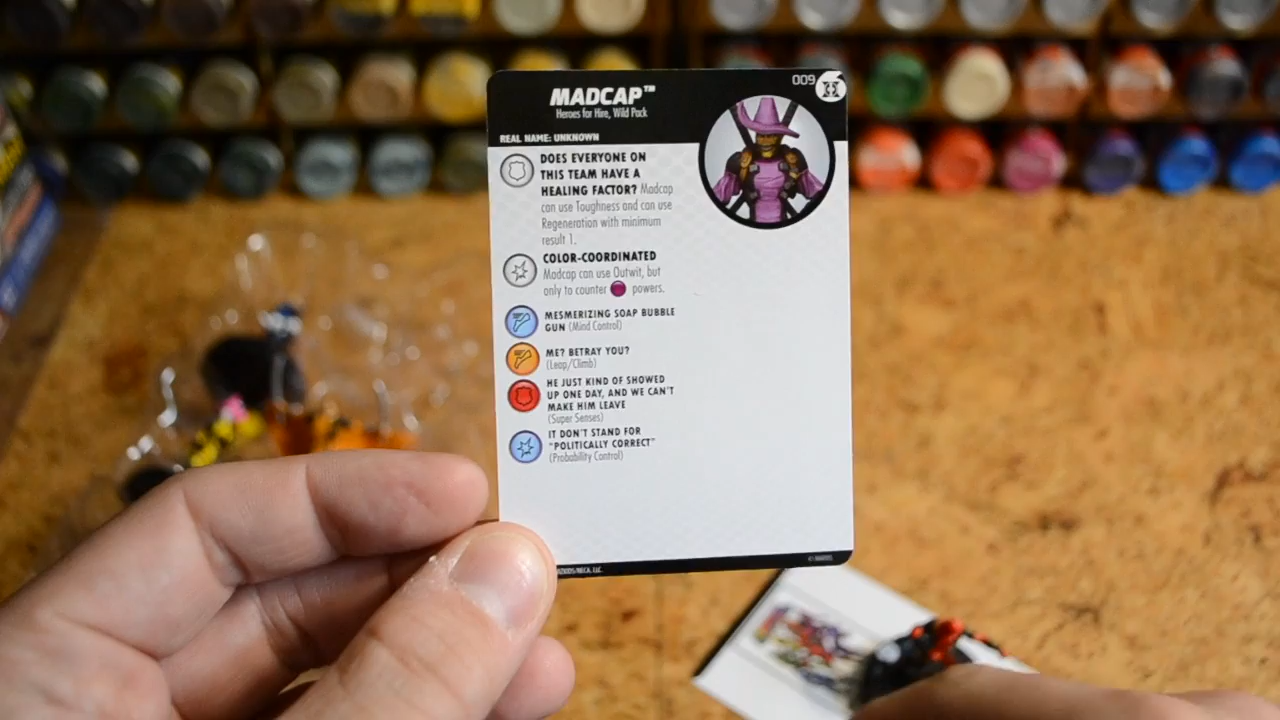 009
MADCAP™
Heroes for Hire, Wild Pack
REAL NAME: UNKNOWN
DOES EVERYONE ON
THIS TEAM HAVE A
HEALING FACTOR? Madcap
can use Toughness and can use
Regeneration with minimum
result 1.
COLOR-COORDINATED
Madcap can use Outwit, but
only to counter powers.
MESMERIZING SOAP BUBBLE
GUN (Mind Control)
ME? BETRAY YOU?
(Leap/Climb)
HE JUST KIND OF SHOWED
UP ONE DAY, AND WE CAN'T
MAKE HIM LEAVE
(Super Senses)
IT DON'T STAND FOR
"POLITICALLY CORRECT"
(Probability Control)
LLC.